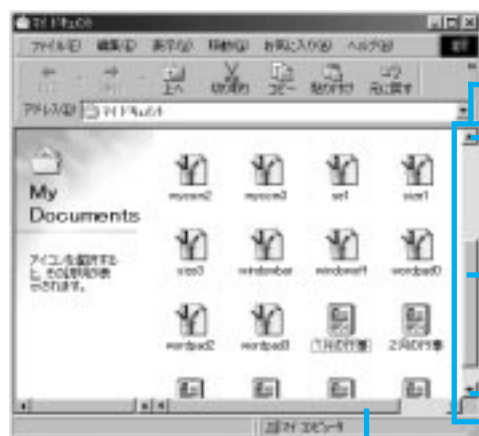 マイ ドキュメント
ファイル(F) 編集(E) 表示(V) 移動(G) お気に入り(A) ヘルプ(H)
上へ 切り取り コピー 貼り付け 元に戻す
アドレス(D) マイ ドキュメント
My
Documents
アイコンを選択する
と、その説明が表
示されます。
mycom2 mycom3 set size1
size3 windowbar wordpad0
wordpad2 wordpad3 1月の行事 2月の行事
マイ コンピュータ